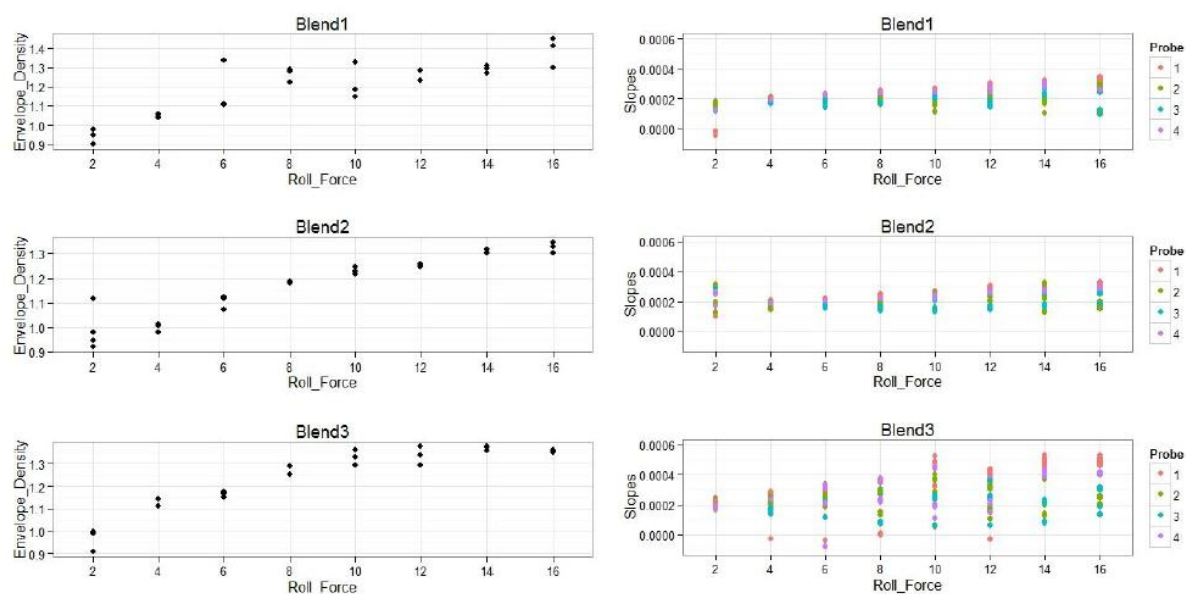 Blend1
Envelope_Density
1.4
1.3
1.2
1.1
1.0
0.9
2 4 6 8 10 12 14 16
Roll_Force
Blend1
Slopes
0.0006
0.0004
0.0002
0.0000
2 4 6 8 10 12 14 16
Roll_Force
Probe
1
2
3
4
Blend2
Envelope_Density
1.3
1.2
1.1
1.0
0.9
2 4 6 8 10 12 14 16
Roll_Force
Blend2
Slopes
0.0006
0.0004
0.0002
0.0000
2 4 6 8 10 12 14 16
Roll_Force
Probe
1
2
3
4
Blend3
Envelope_Density
1.3
1.2
1.1
1.0
0.9
2 4 6 8 10 12 14 16
Roll_Force
Blend3
Slopes
0.0006
0.0004
0.0002
0.0000
2 4 6 8 10 12 14 16
Roll_Force
Probe
1
2
3
4